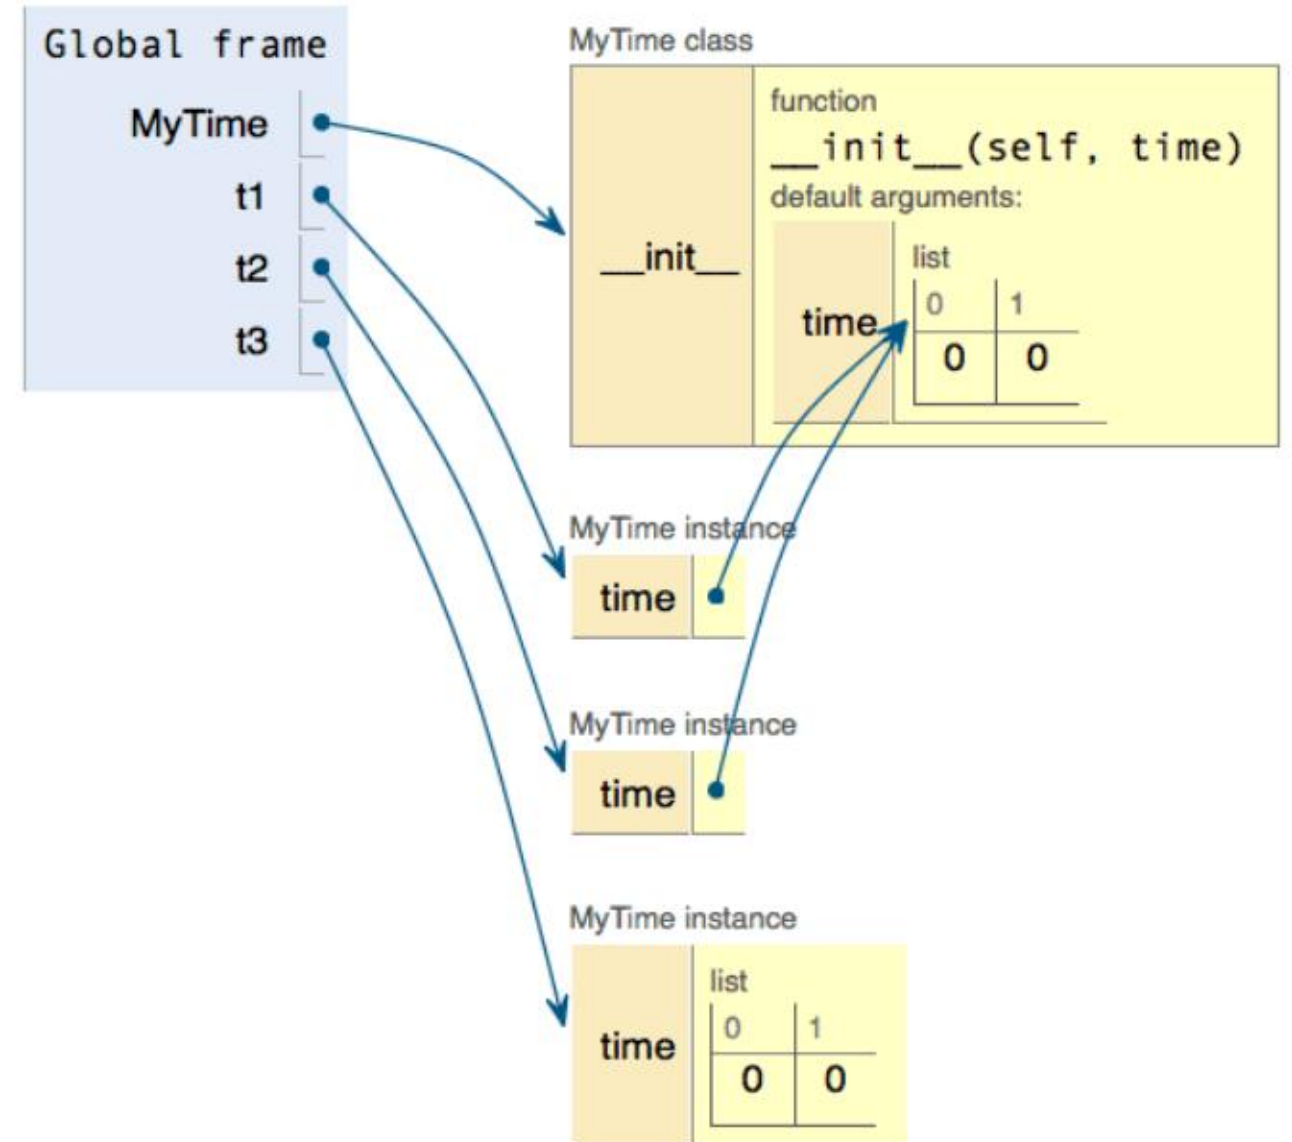 Global frame
MyTime
t1
t2
t3
MyTime class
__init__
function
__init__(self, time)
default arguments:
time
list
0 1
0 0
MyTime instance
time
MyTime instance
time
MyTime instance
time
list
0 1
0 0